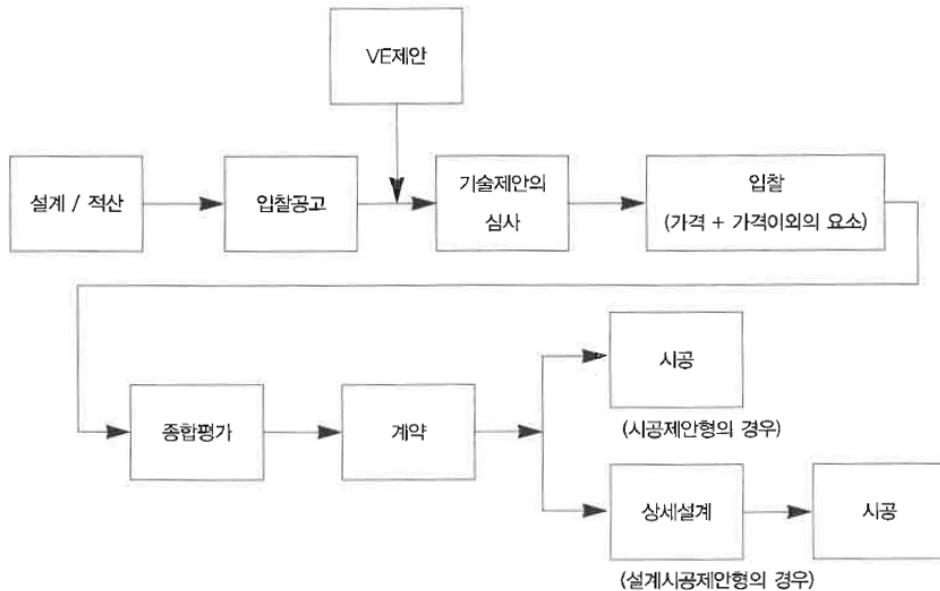 VE제안
설계 / 적산
입찰공고
기술제안의
심사
입찰
(가격 + 가격이외의 요소)
종합평가
계약
시공
(시공제안형의 경우)
상세설계
시공
(설계시공제안형의 경우)